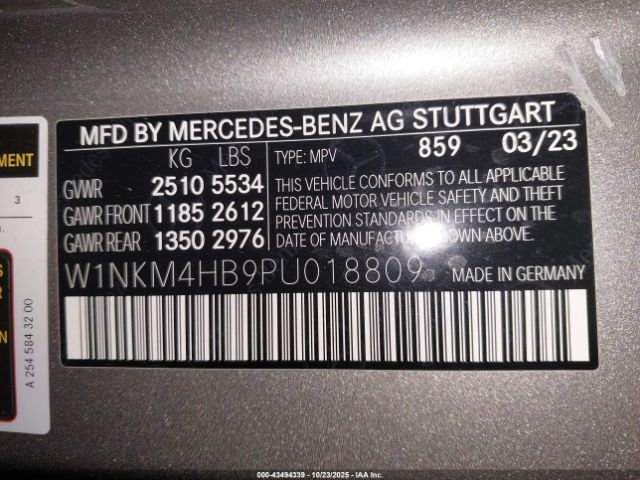 MFD BY MERCEDES-BENZ AG STUTTGART
KG LBS TYPE: MPV 859 03/23
GVWR 2510 5534
GAWR FRONT 1185 2612
GAWR REAR 1350 2976
THIS VEHICLE CONFORMS TO ALL APPLICABLE
FEDERAL MOTOR VEHICLE SAFETY AND THEFT
PREVENTION STANDARDS IN EFFECT ON THE
DATE OF MANUFACTURE SHOWN ABOVE.
W1NKM4HB9PU018809 MADE IN GERMANY
MENT
3
S
R
N
A 254 584 32 00
000-43494339 | 10/23/2025 | IAA Inc.